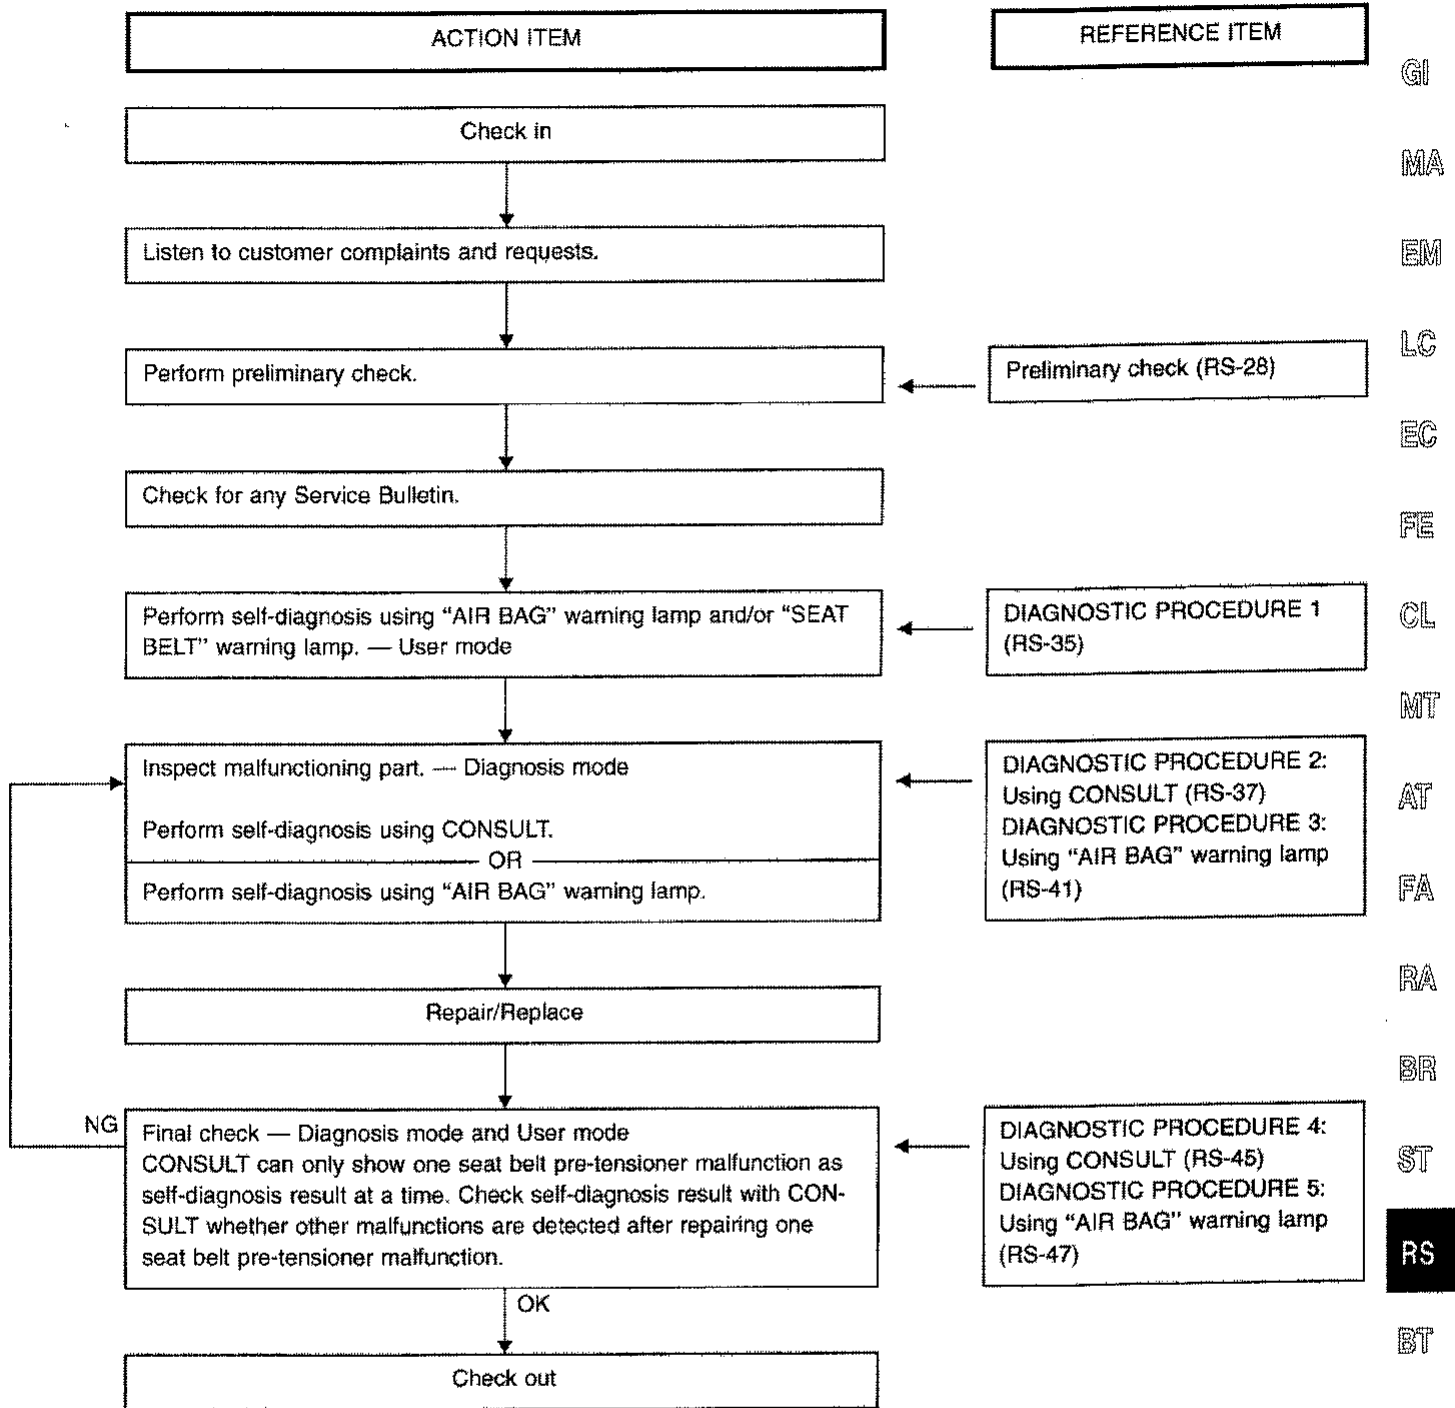 ACTION ITEM
REFERENCE ITEM
Check in
Listen to customer complaints and requests.
Perform preliminary check.
Preliminary check (RS-28)
Check for any Service Bulletin.
Perform self-diagnosis using “AIR BAG” warning lamp and/or “SEAT
BELT” warning lamp. — User mode
DIAGNOSTIC PROCEDURE 1
(RS-35)
Inspect malfunctioning part. — Diagnosis mode
Perform self-diagnosis using CONSULT.
OR
Perform self-diagnosis using “AIR BAG” warning lamp.
DIAGNOSTIC PROCEDURE 2:
Using CONSULT (RS-37)
DIAGNOSTIC PROCEDURE 3:
Using “AIR BAG” warning lamp
(RS-41)
Repair/Replace
NG
Final check — Diagnosis mode and User mode
CONSULT can only show one seat belt pre-tensioner malfunction as
self-diagnosis result at a time. Check self-diagnosis result with CON-
SULT whether other malfunctions are detected after repairing one
seat belt pre-tensioner malfunction.
DIAGNOSTIC PROCEDURE 4:
Using CONSULT (RS-45)
DIAGNOSTIC PROCEDURE 5:
Using “AIR BAG” warning lamp
(RS-47)
OK
Check out
GI
MA
EM
LC
EC
FE
CL
MT
AT
FA
RA
BR
ST
RS
BT